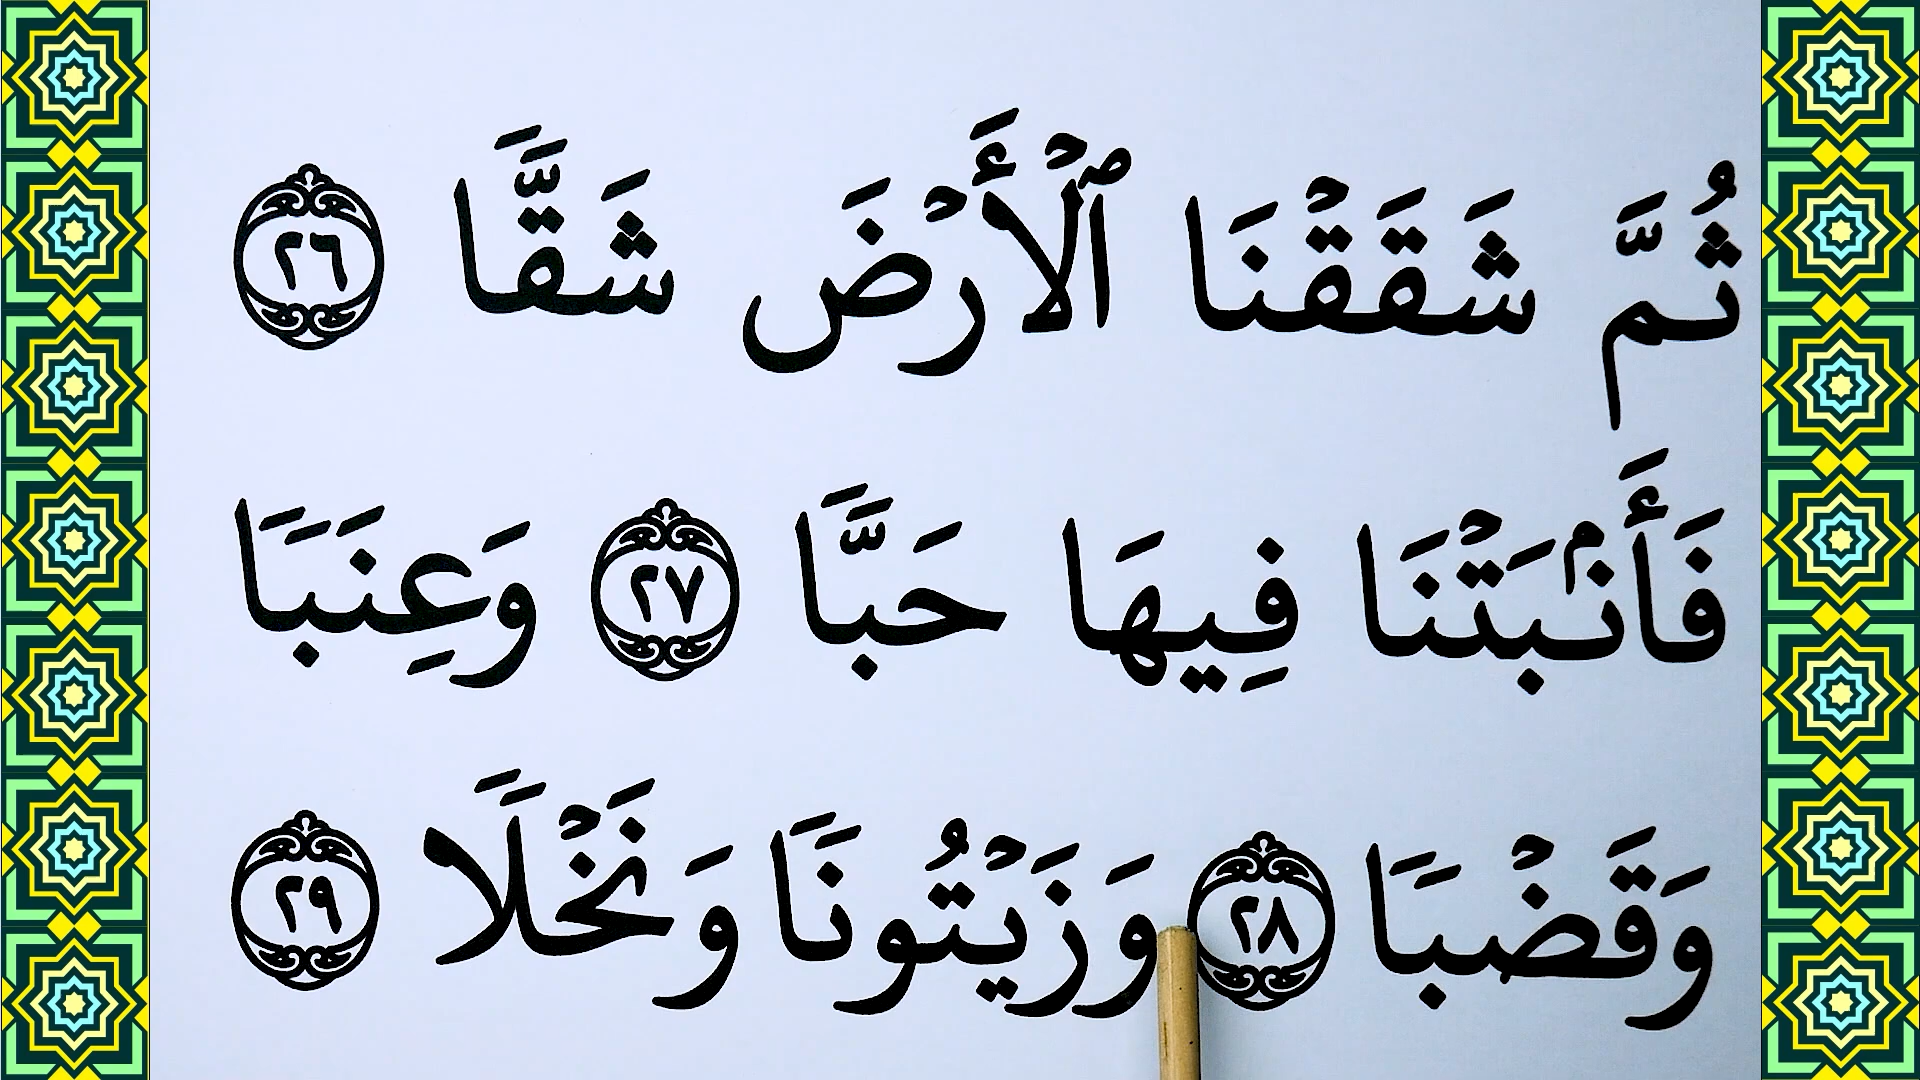 ثُمَّ شَقَقْنَا ٱلْأَرْضَ شَقًّا ٢٦
فَأَنۢبَتْنَا فِيهَا حَبًّا ٢٧ وَعِنَبًا
وَقَضْبًا ٢٨ وَزَيْتُونًا وَنَخْلًا ٢٩